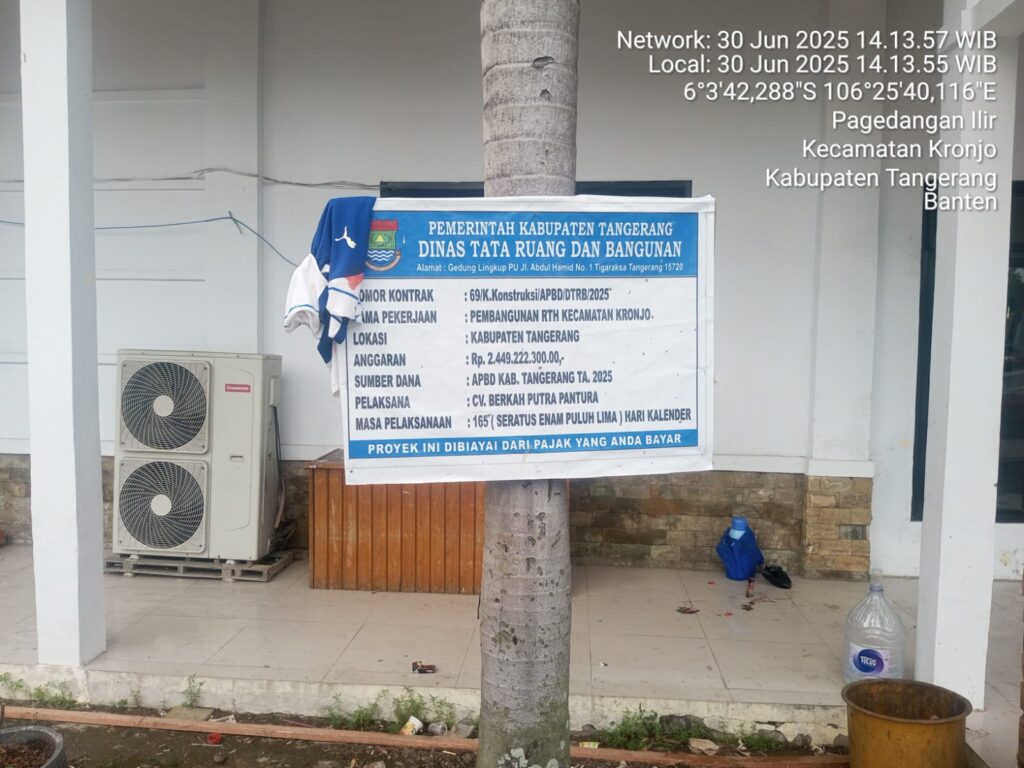 Network: 30 Jun 2025 14.13.57 WIB
Local: 30 Jun 2025 14.13.55 WIB
6°3'42,288"S 106°25'40,116"E
Pagedangan Ilir
Kecamatan Kronjo
Kabupaten Tangerang
Banten
PEMERINTAH KABUPATEN TANGERANG
DINAS TATA RUANG DAN BANGUNAN
Alamat : Gedung Lingkup PU Jl. Abdul Hamid No. 1 Tigaraksa Tangerang 15720
OMOR KONTRAK : 69/K.Konstruksi/APBD/DTRB/2025
AMA PEKERJAAN : PEMBANGUNAN RTH KECAMATAN KRONJO
LOKASI : KABUPATEN TANGERANG
ANGGARAN : Rp. 2.449.222.300.00,-
SUMBER DANA : APBD KAB. TANGERANG TA. 2025
PELAKSANA : CV. BERKAH PUTRA PANTURA
MASA PELAKSANAAN : 165 ( SERATUS ENAM PULUH LIMA ) HARI KALENDER
PROYEK INI DIBIAYAI DARI PAJAK YANG ANDA BAYAR